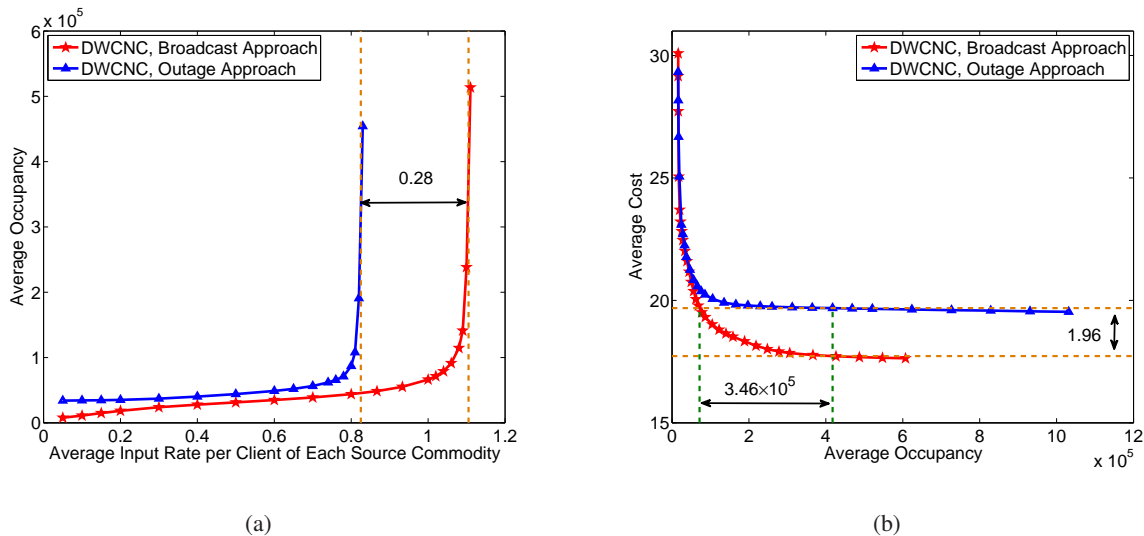 × 10^5
6
5
4
3
2
1
0
Average Occupancy
DWCNC, Broadcast Approach
DWCNC, Outage Approach
0.28
0 0.2 0.4 0.6 0.8 1 1.2
Average Input Rate per Client of Each Source Commodity
(a)
30
25
20
15
Average Cost
DWCNC, Broadcast Approach
DWCNC, Outage Approach
1.96
3.46×10^5
0 2 4 6 8 10 12
Average Occupancy
× 10^5
(b)